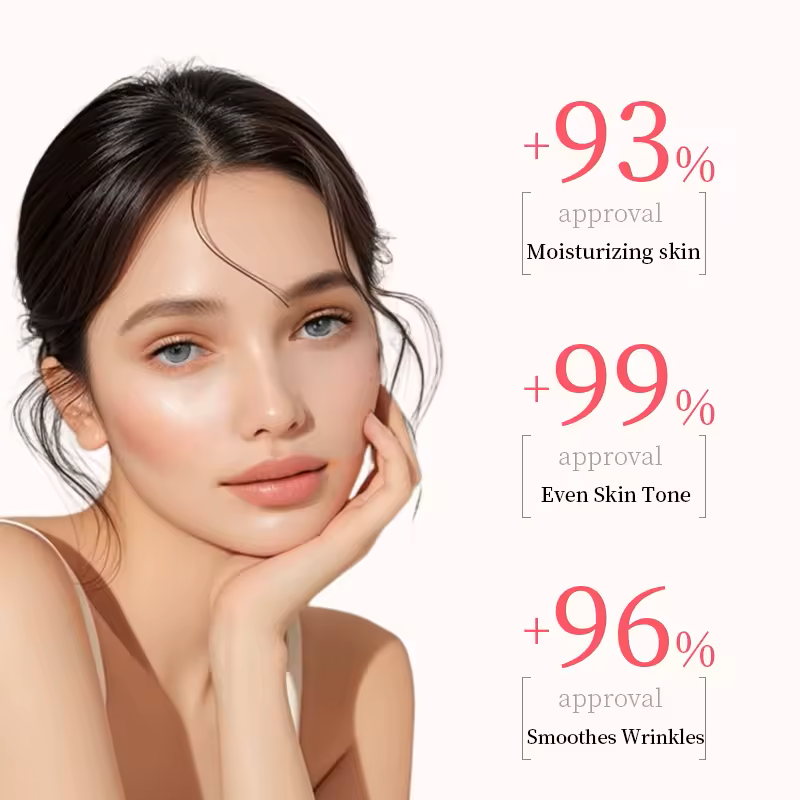 +93%
approval
Moisturizing skin
+99%
approval
Even Skin Tone
+96%
approval
Smoothes Wrinkles